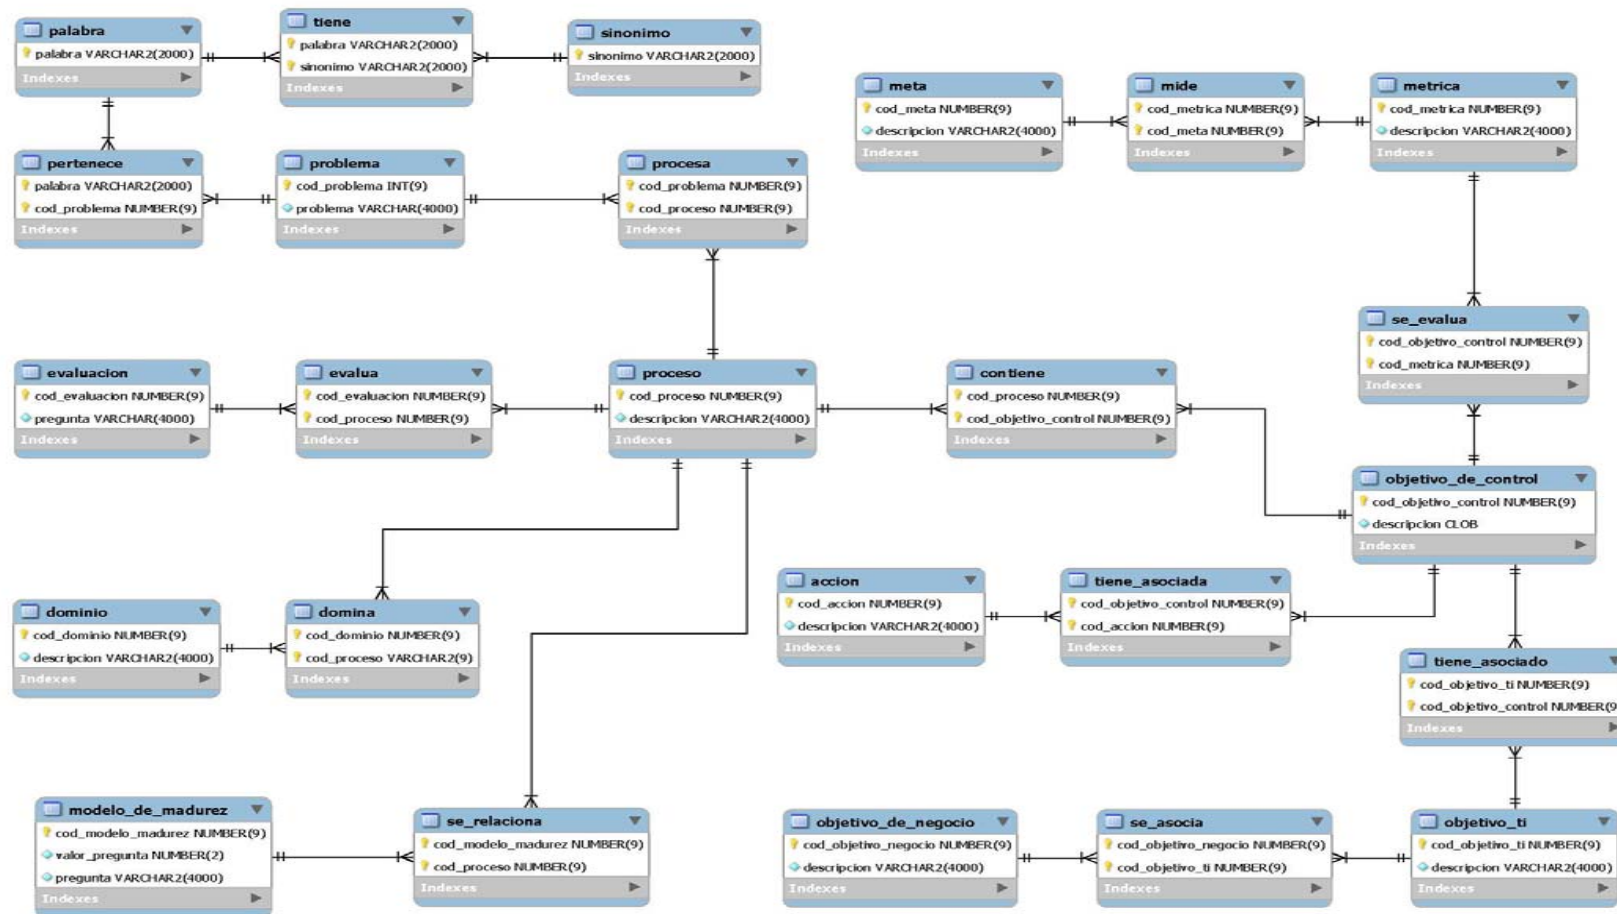 palabra
palabra VARCHAR2(2000)
Indexes
tiene
palabra VARCHAR2(2000)
sinonimo VARCHAR2(2000)
Indexes
sinonimo
sinonimo VARCHAR2(2000)
Indexes
meta
cod_meta NUMBER(9)
descripcion VARCHAR2(4000)
Indexes
mide
cod_metrica NUMBER(9)
cod_meta NUMBER(9)
Indexes
metrica
cod_metrica NUMBER(9)
descripcion VARCHAR2(4000)
Indexes
pertenece
palabra VARCHAR2(2000)
cod_problema NUMBER(9)
Indexes
problema
cod_problema INT(9)
problema VARCHAR(4000)
Indexes
procesa
cod_problema NUMBER(9)
cod_proceso NUMBER(9)
Indexes
se_evalua
cod_objetivo_control NUMBER(9)
cod_metrica NUMBER(9)
Indexes
evaluacion
cod_evaluacion NUMBER(9)
pregunta VARCHAR(4000)
Indexes
evalua
cod_evaluacion NUMBER(9)
cod_proceso NUMBER(9)
Indexes
proceso
cod_proceso NUMBER(9)
descripcion VARCHAR2(4000)
Indexes
contiene
cod_proceso NUMBER(9)
cod_objetivo_control NUMBER(9)
Indexes
objetivo_de_control
cod_objetivo_control NUMBER(9)
descripcion CLOB
Indexes
accion
cod_accion NUMBER(9)
descripcion VARCHAR2(4000)
Indexes
tiene_asociada
cod_objetivo_control NUMBER(9)
cod_accion NUMBER(9)
Indexes
dominio
cod_dominio NUMBER(9)
descripcion VARCHAR2(4000)
Indexes
domina
cod_dominio NUMBER(9)
cod_proceso VARCHAR2(9)
Indexes
tiene_asociado
cod_objetivo_ti NUMBER(9)
cod_objetivo_control NUMBER(9
Indexes
modelo_de_madurez
cod_modelo_madurez NUMBER(9)
valor_pregunta NUMBER(2)
pregunta VARCHAR2(4000)
Indexes
se_relaciona
cod_modelo_madurez NUMBER(9)
cod_proceso NUMBER(9)
Indexes
objetivo_de_negocio
cod_objetivo_negocio NUMBER(9)
descripcion VARCHAR2(4000)
Indexes
se_asocia
cod_objetivo_negocio NUMBER(9)
cod_objetivo_ti NUMBER(9)
Indexes
objetivo_ti
cod_objetivo_ti NUMBER(9)
descripcion VARCHAR2(4000)
Indexes